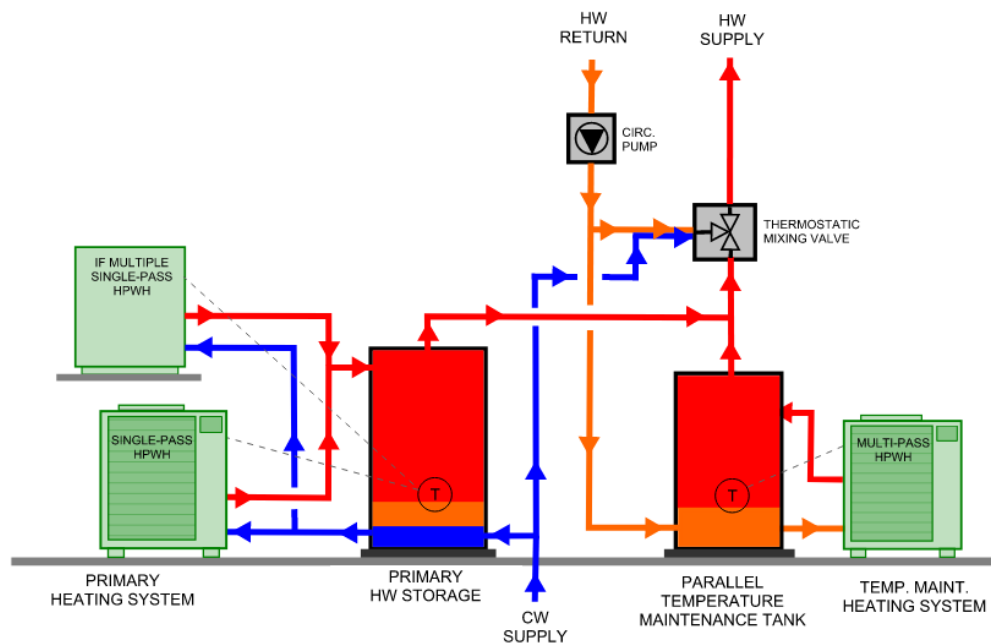 HW
RETURN
HW
SUPPLY
CIRC.
PUMP
THERMOSTATIC
MIXING VALVE
IF MULTIPLE
SINGLE-PASS
HPWH
SINGLE-PASS
HPWH
MULTI-PASS
HPWH
T
T
PRIMARY
HEATING SYSTEM
PRIMARY
HW STORAGE
CW
SUPPLY
PARALLEL
TEMPERATURE
MAINTENANCE TANK
TEMP. MAINT.
HEATING SYSTEM